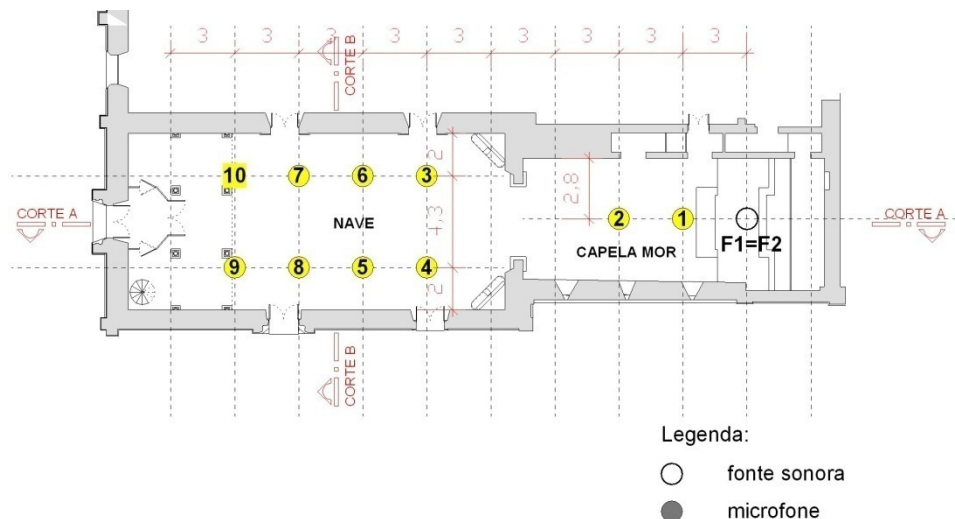 3 3 3 3 3 3 3 3 3
CORTE B
2
10 7 6 3
2,8
CORTE A
NAVE
4,3
2 1
CORTE A
F1=F2
CAPELA MOR
9 8 5 4
2
CORTE B
Legenda:
fonte sonora
microfone